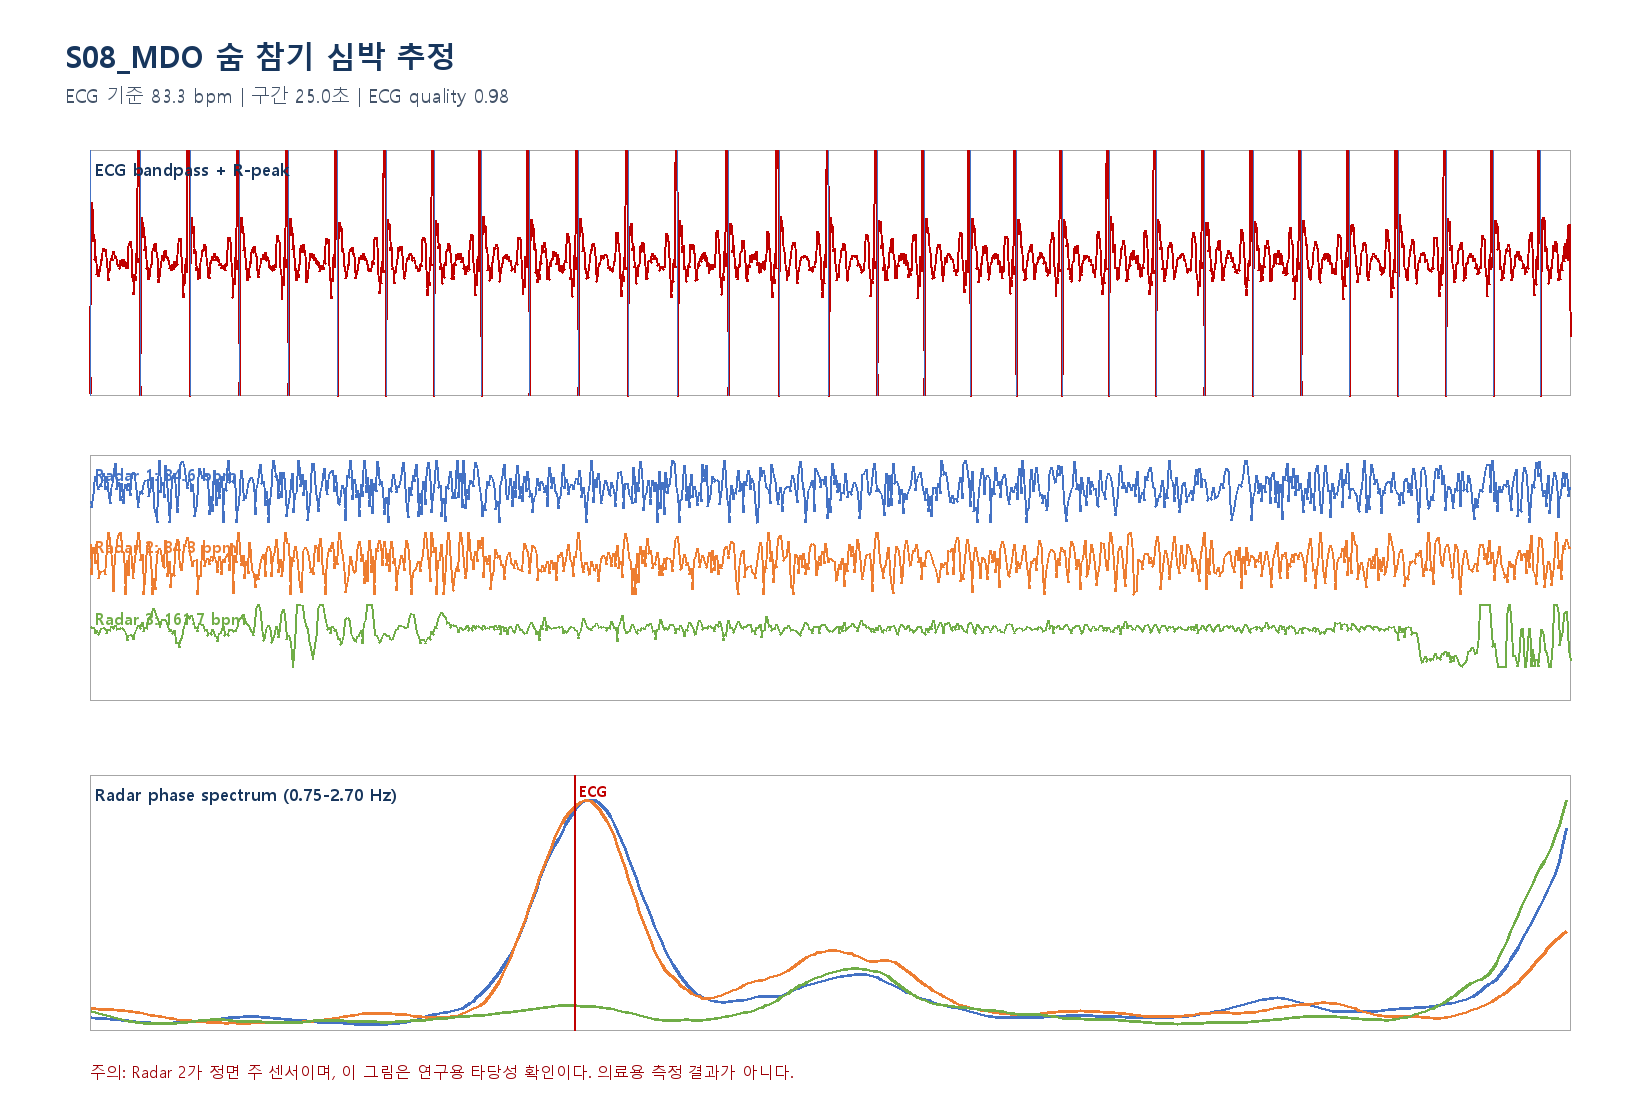 S08_MDO 숨 참기 심박 추정
ECG 기준 83.3 bpm | 구간 25.0초 | ECG quality 0.98
ECG bandpass + R-peak
Radar 1: 84.6 bpm
Radar 2: 84.3 bpm
Radar 3: 161.7 bpm
ECG
Radar phase spectrum (0.75-2.70 Hz)
주의: Radar 2가 정면 주 센서이며, 이 그림은 연구용 타당성 확인이다. 의료용 측정 결과가 아니다.